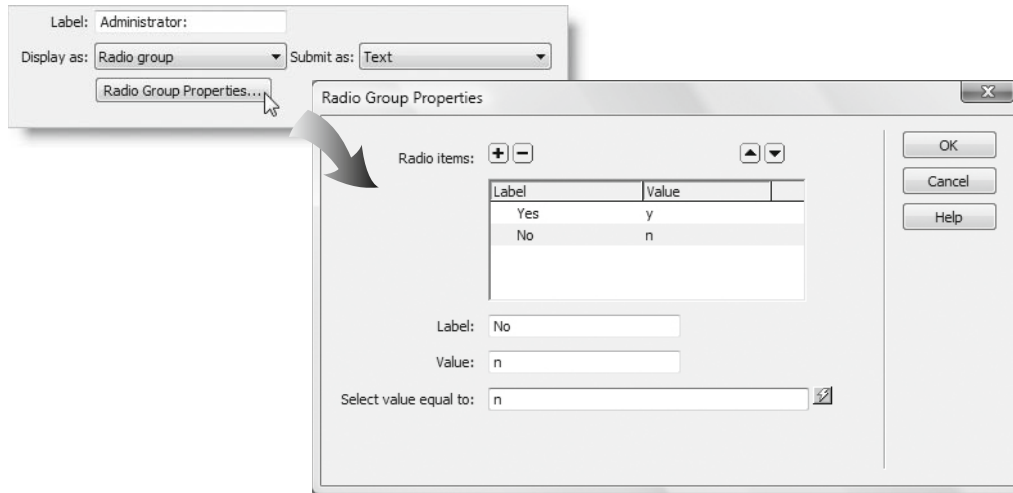 Label: Administrator:
Display as: Radio group Submit as: Text
Radio Group Properties...
Radio Group Properties
Radio items:
OK
Cancel
Help
Label Value
Yes y
No n
Label: No
Value: n
Select value equal to: n